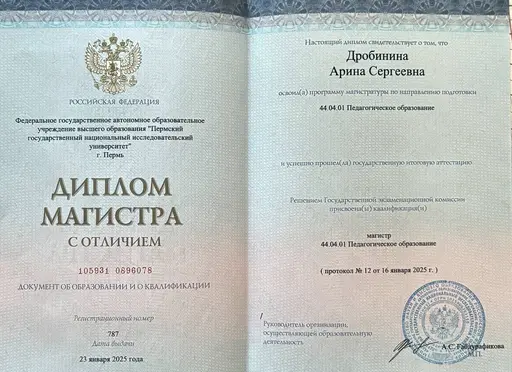 РОССИЙСКАЯ ФЕДЕРАЦИЯ
Федеральное государственное автономное образовательное
учреждение высшего образования "Пермский
государственный национальный исследовательский
университет"
г. Пермь
ДИПЛОМ
МАГИСТРА
С ОТЛИЧИЕМ
105931 0896078
ДОКУМЕНТ ОБ ОБРАЗОВАНИИ И О КВАЛИФИКАЦИИ
Регистрационный номер
787
Дата выдачи
23 января 2025 года
Настоящий диплом свидетельствует о том, что
Дробинина
Арина Сергеевна
освоил(а) программу магистратуры по направлению подготовки
44.04.01 Педагогическое образование
и успешно прошел(ла) государственную итоговую аттестацию
Решением Государственной экзаменационной комиссии
присвоена(ы) квалификация(и)
магистр
44.04.01 Педагогическое образование
( протокол № 12 от 16 января 2025 г. )
Руководитель организации,
осуществляющей образовательную
деятельность
А.С. Гайдурафикова
М.П.